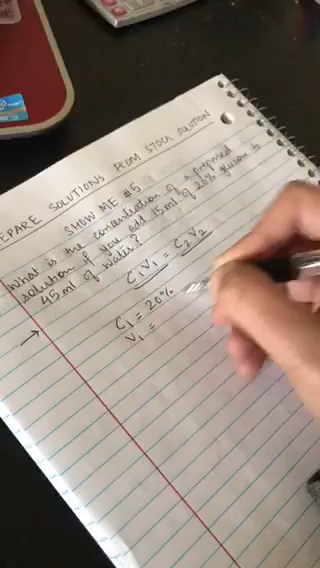 EPARE SOLUTIONS FROM STOCK SOLUTION
SHOW ME #5
What is the concentration of a prepared
solution if you add 15ml of 20% glucose to
45ml of water?
C₁V₁ = C₂V₂
→
C₁ = 20%
V₁ =